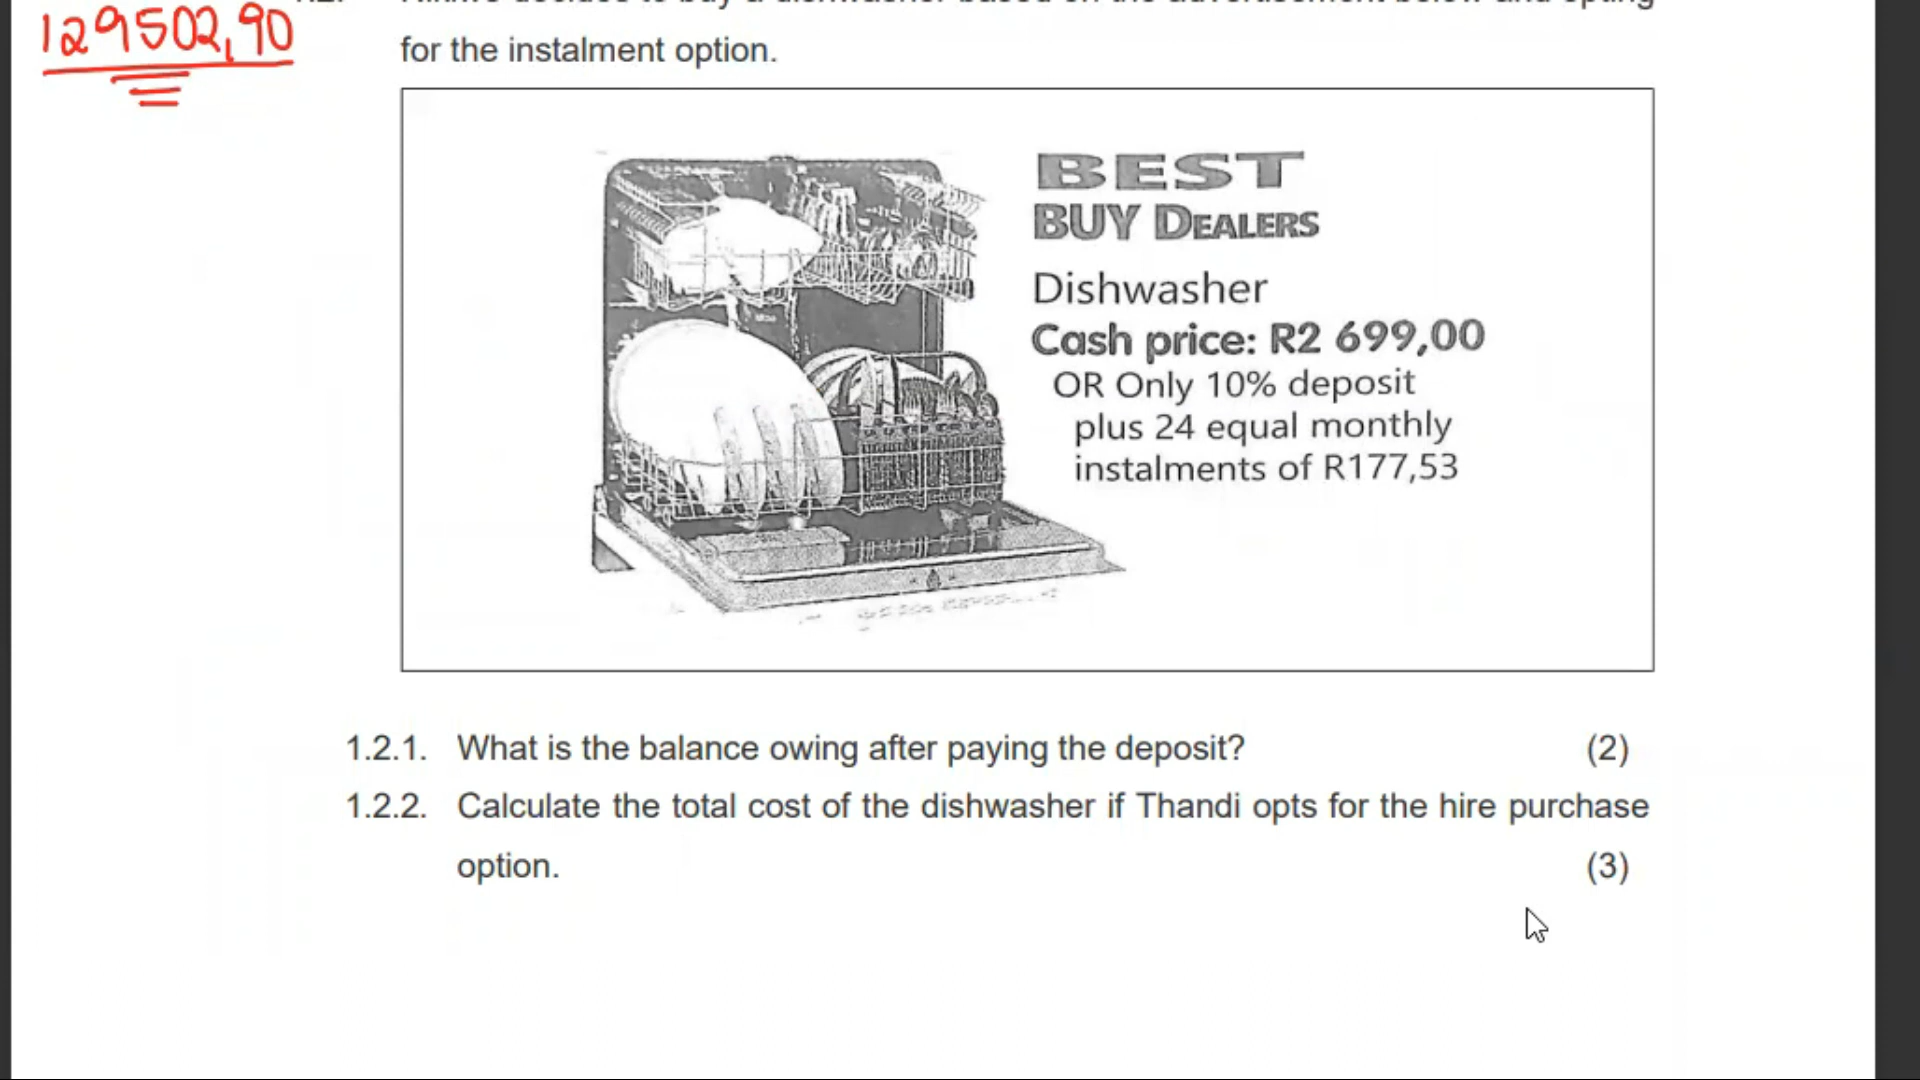 129502,90
for the instalment option.
BEST
BUY DEALERS
Dishwasher
Cash price: R2 699,00
OR Only 10% deposit
plus 24 equal monthly
instalments of R177,53
1.2.1. What is the balance owing after paying the deposit? (2)
1.2.2. Calculate the total cost of the dishwasher if Thandi opts for the hire purchase
option. (3)